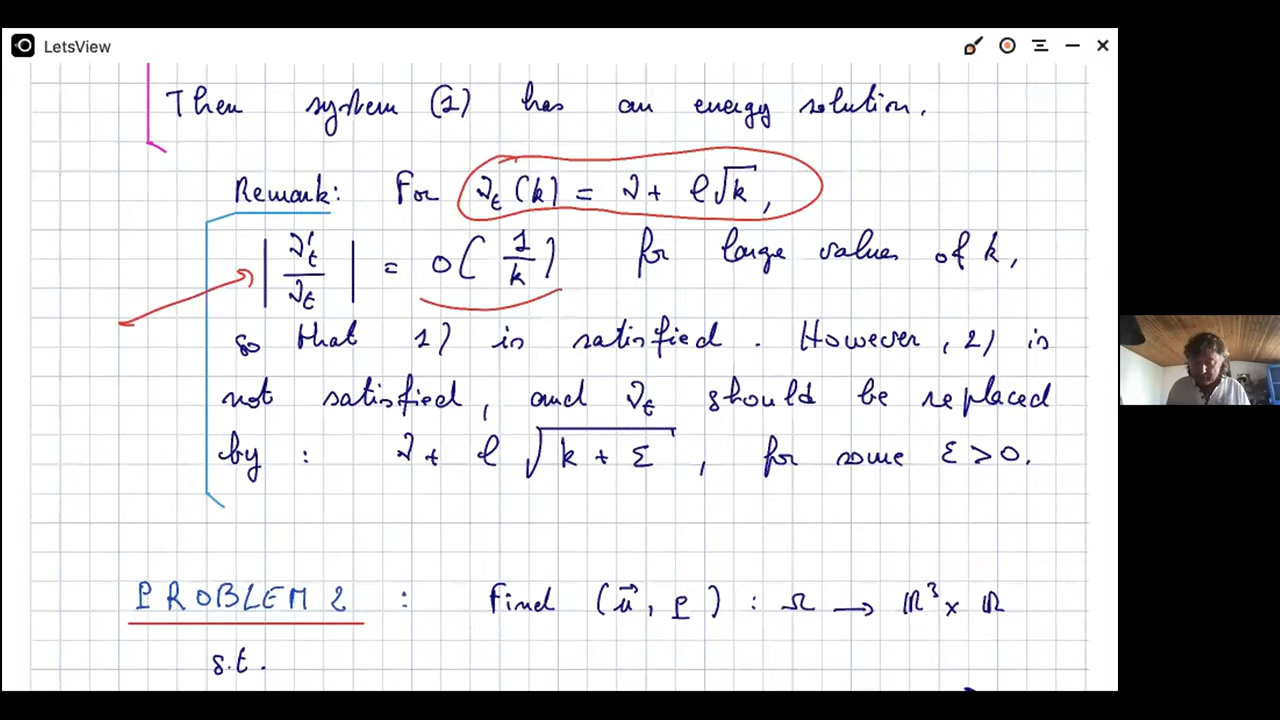 LetsView
Then system (1) has an energy solution.
Remark: For ν_t (k) = ν + ℓ√k,
| ν'_t / ν_t | = O( 1/k ) for large values of k,
so that 1) is satisfied. However, 2) is
not satisfied, and ν_t should be replaced
by : ν + ℓ √(k + ε) , for some ε > 0.
PROBLEM 2 : Find (u⃗, p) : Ω → ℝ³ × ℝ
s.t.